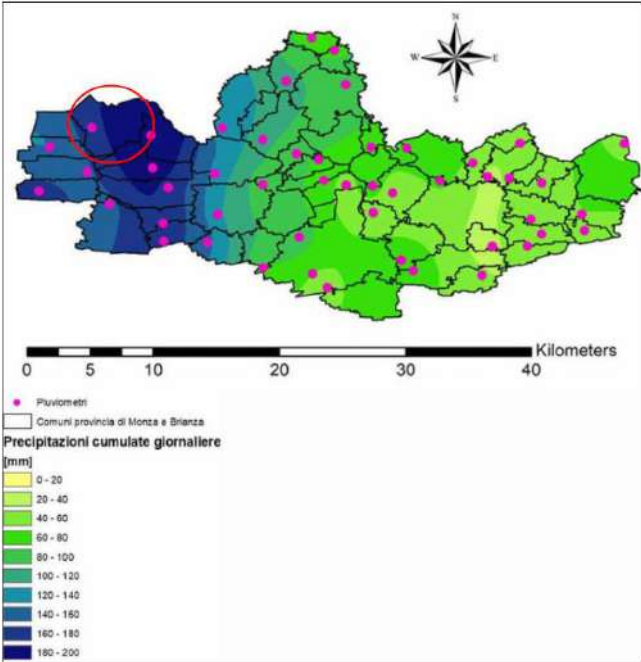 N
W E
S
Kilometers
0 5 10 20 30 40
Pluviometri
Comuni provincia di Monza e Brianza
Precipitazioni cumulate giornaliere
[mm]
0 - 20
20 - 40
40 - 60
60 - 80
80 - 100
100 - 120
120 - 140
140 - 160
160 - 180
180 - 200